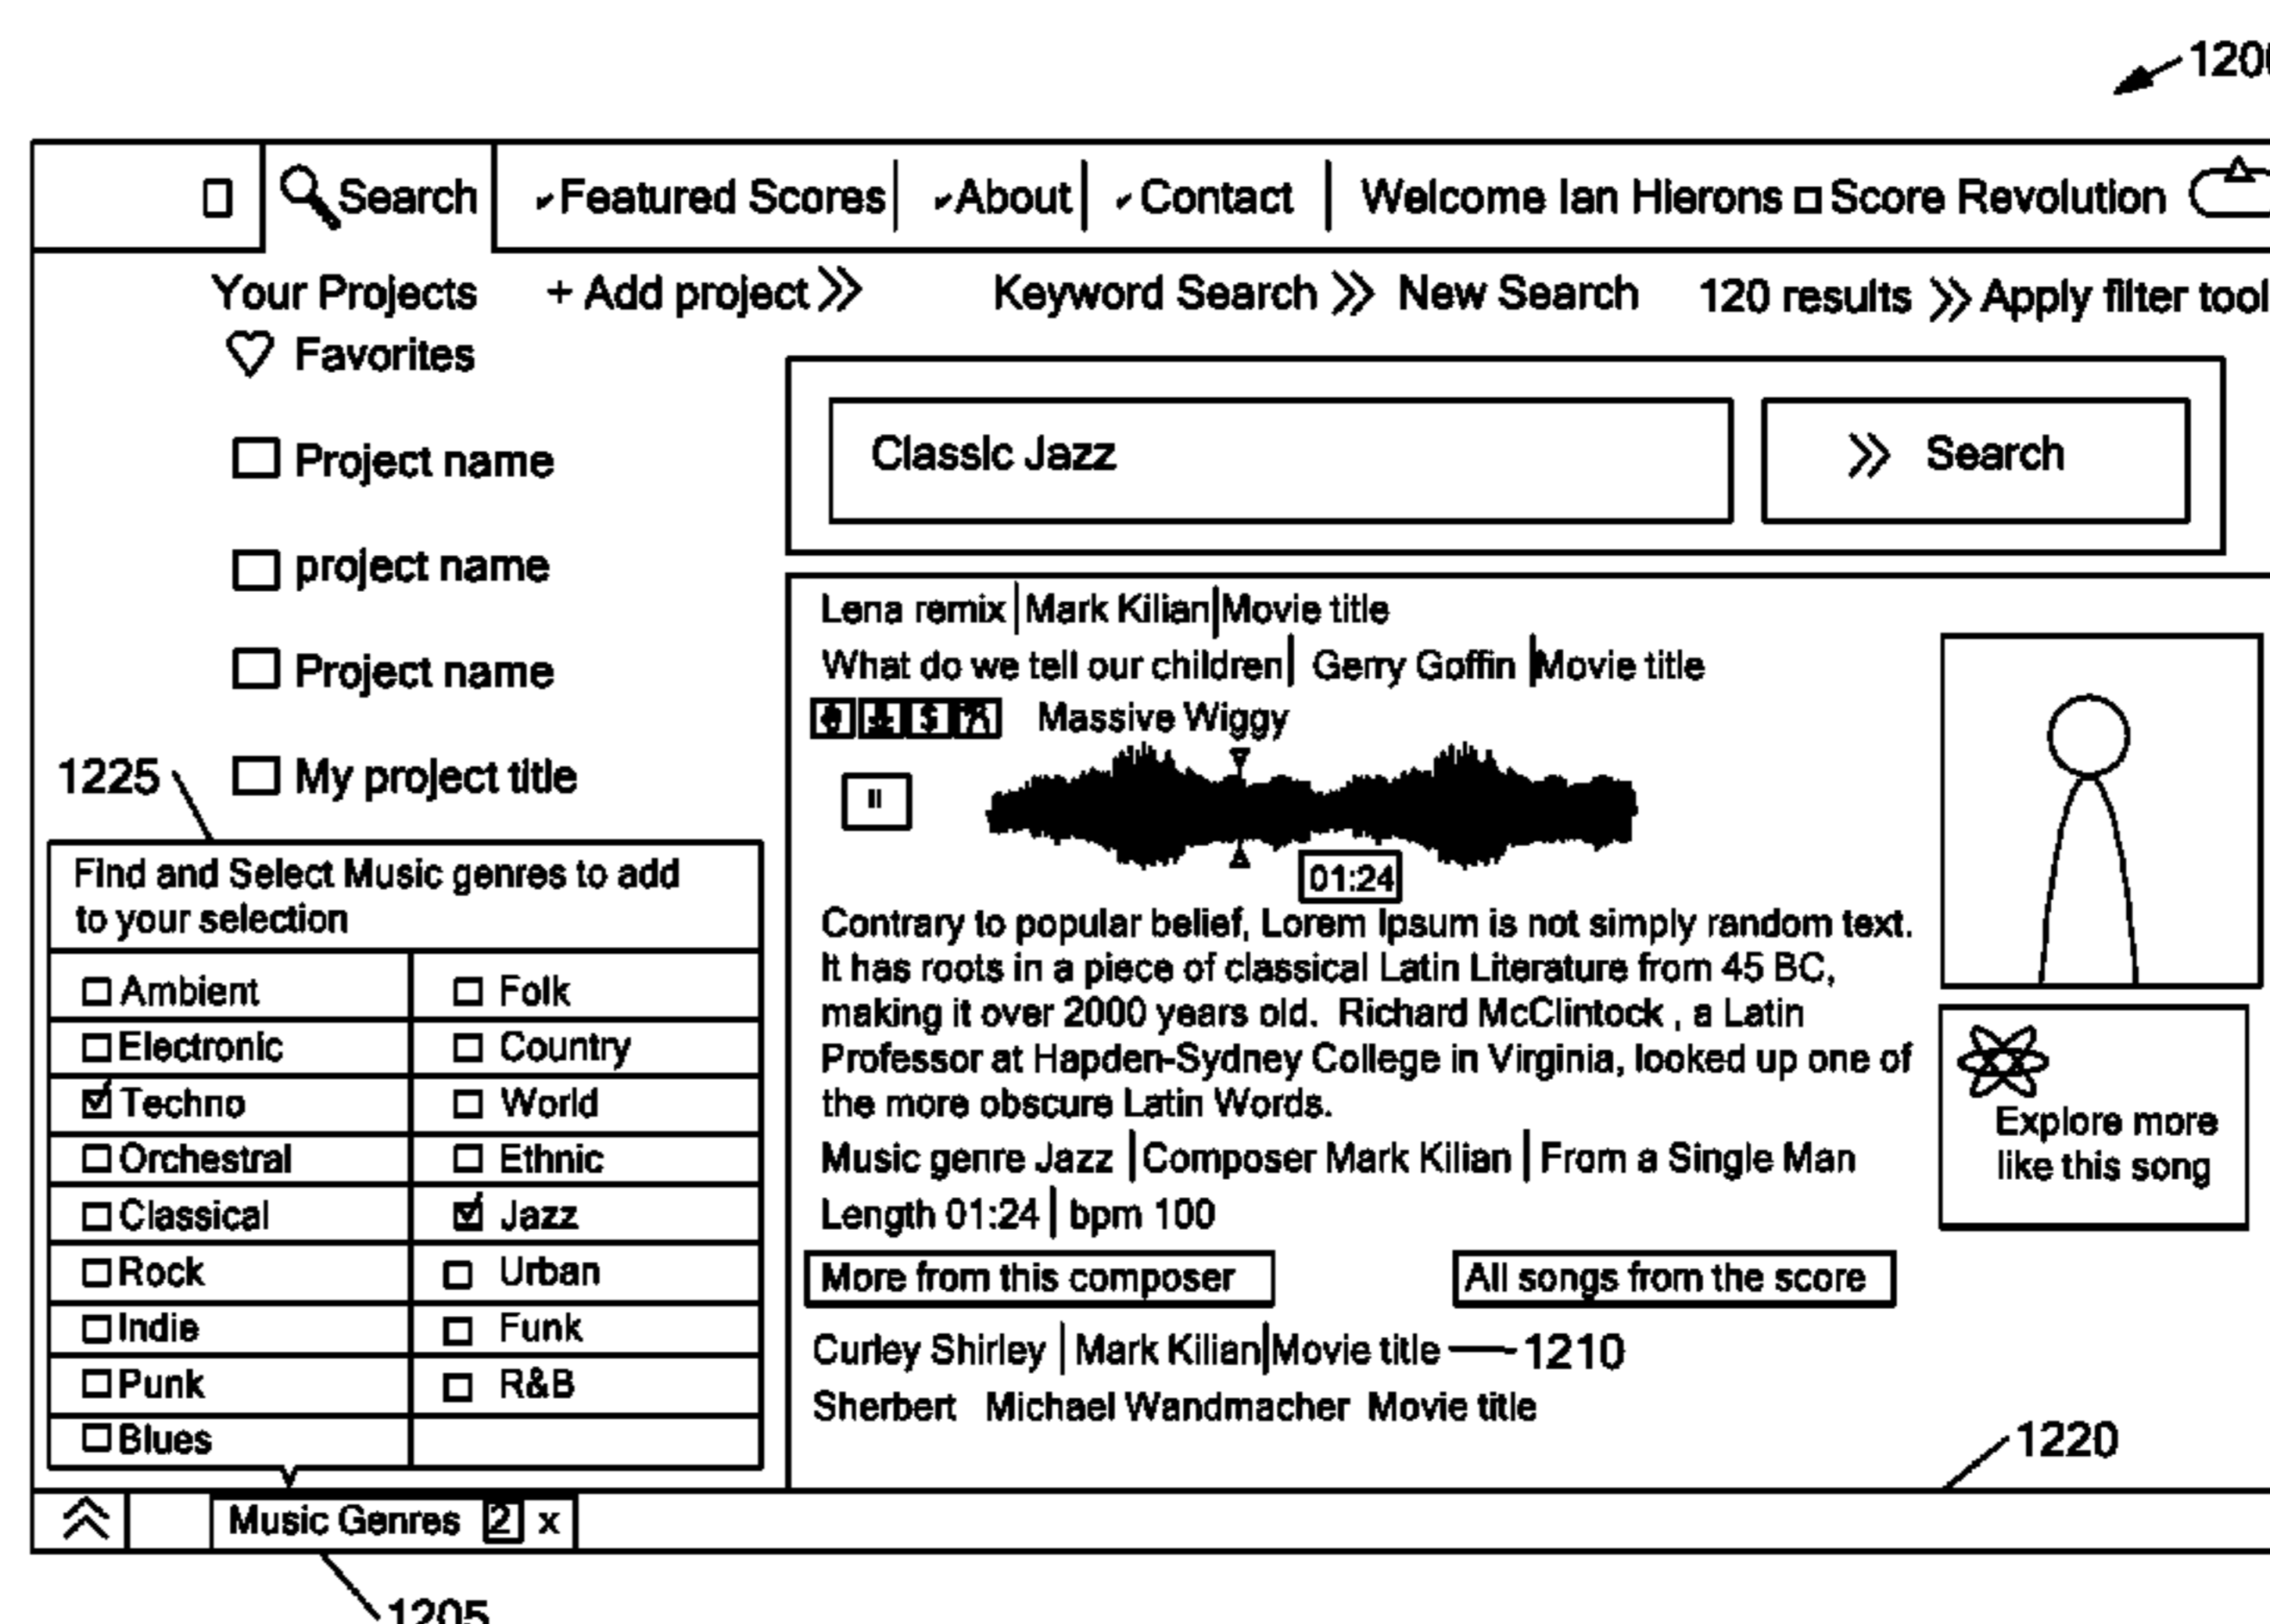 1200
Search
Featured Scores
About
Contact
Welcome Ian Hierons
Score Revolution
Your Projects + Add project >>
Keyword Search >> New Search 120 results >> Apply filter tool
Favorites
Classic Jazz
>> Search
Project name
project name
Project name
My project title
1225
Find and Select Music genres to add
to your selection
Ambient Folk
Electronic Country
Techno World
Orchestral Ethnic
Classical Jazz
Rock Urban
Indie Funk
Punk R&B
Blues
Lena remix | Mark Kilian | Movie title
What do we tell our children | Gerry Goffin | Movie title
$ Massive Wiggy
01:24
Contrary to popular belief, Lorem Ipsum is not simply random text.
It has roots in a piece of classical Latin Literature from 45 BC,
making it over 2000 years old. Richard McClintock , a Latin
Professor at Hapden-Sydney College in Virginia, looked up one of
the more obscure Latin Words.
Music genre Jazz | Composer Mark Kilian | From a Single Man
Length 01:24 | bpm 100
More from this composer
All songs from the score
Explore more
like this song
Curley Shirley | Mark Kilian | Movie title 1210
Sherbert Michael Wandmacher Movie title
1220
Music Genres 2 x
1205